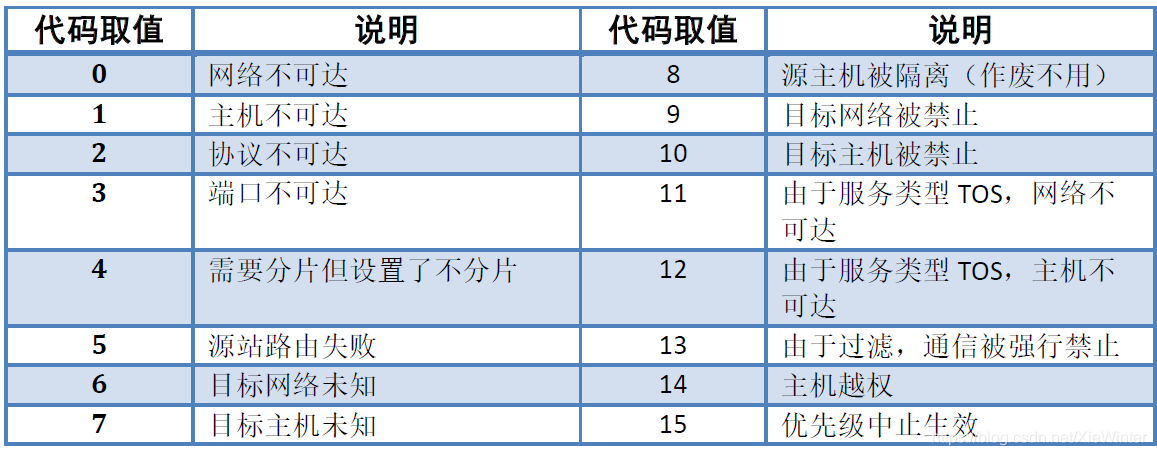 代码取值 说明 代码取值 说明
0 网络不可达 8 源主机被隔离（作废不用）
1 主机不可达 9 目标网络被禁止
2 协议不可达 10 目标主机被禁止
3 端口不可达 11 由于服务类型 TOS，网络不
可达
4 需要分片但设置了不分片 12 由于服务类型 TOS，主机不
可达
5 源站路由失败 13 由于过滤，通信被强行禁止
6 目标网络未知 14 主机越权
7 目标主机未知 15 优先级中止生效
https://blog.csdn.net/XieWinter